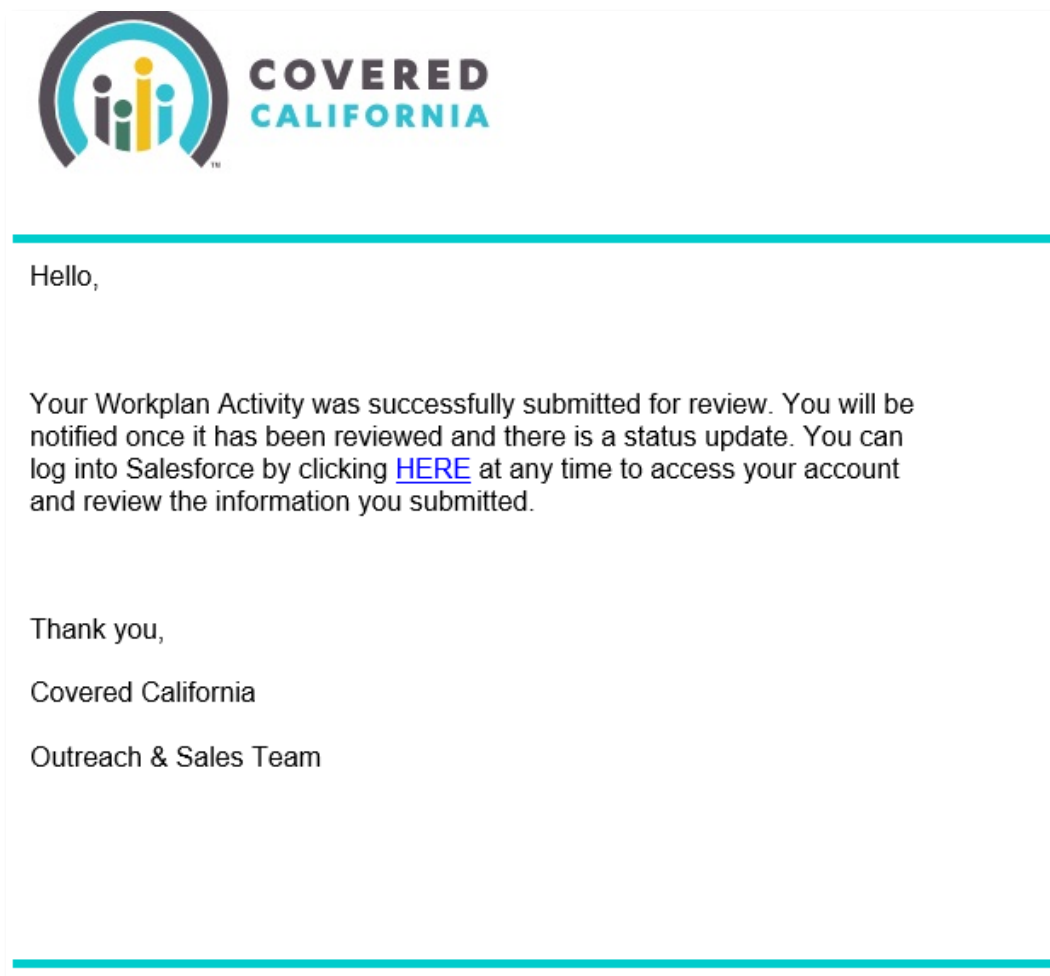 COVERED
CALIFORNIA
TM
Hello,
Your Workplan Activity was successfully submitted for review. You will be
notified once it has been reviewed and there is a status update. You can
log into Salesforce by clicking HERE at any time to access your account
and review the information you submitted.
Thank you,
Covered California
Outreach & Sales Team